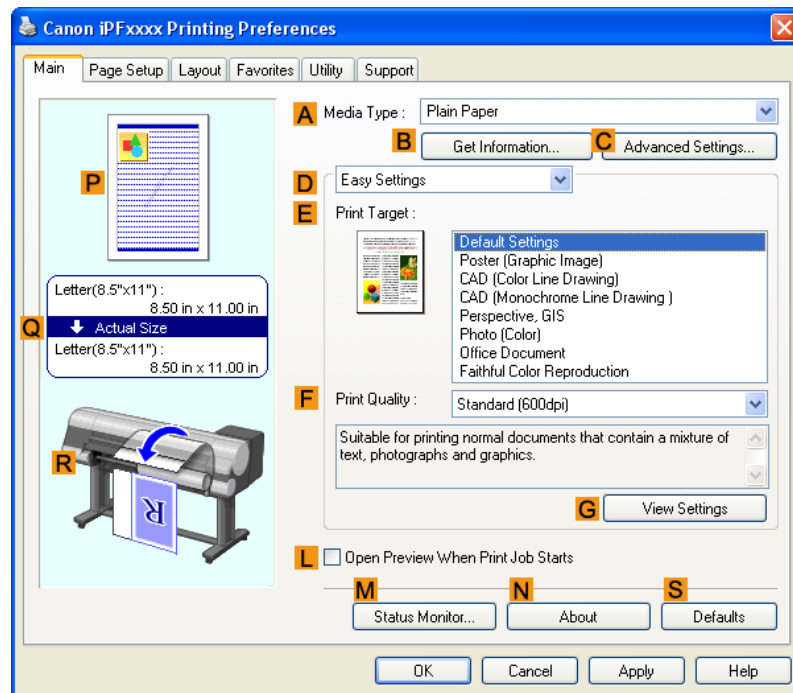 Canon iPFxxxx Printing Preferences
Main Page Setup Layout Favorites Utility Support
A Media Type : Plain Paper
B Get Information... C Advanced Settings...
D Easy Settings
E Print Target :
Default Settings
Poster (Graphic Image)
CAD (Color Line Drawing)
CAD (Monochrome Line Drawing )
Perspective, GIS
Photo (Color)
Office Document
Faithful Color Reproduction
F Print Quality : Standard (600dpi)
Suitable for printing normal documents that contain a mixture of
text, photographs and graphics.
G View Settings
P
Letter(8.5"x11") :
8.50 in x 11.00 in
Q Actual Size
Letter(8.5"x11") :
8.50 in x 11.00 in
R
R
L Open Preview When Print Job Starts
M N S
Status Monitor... About Defaults
OK Cancel Apply Help